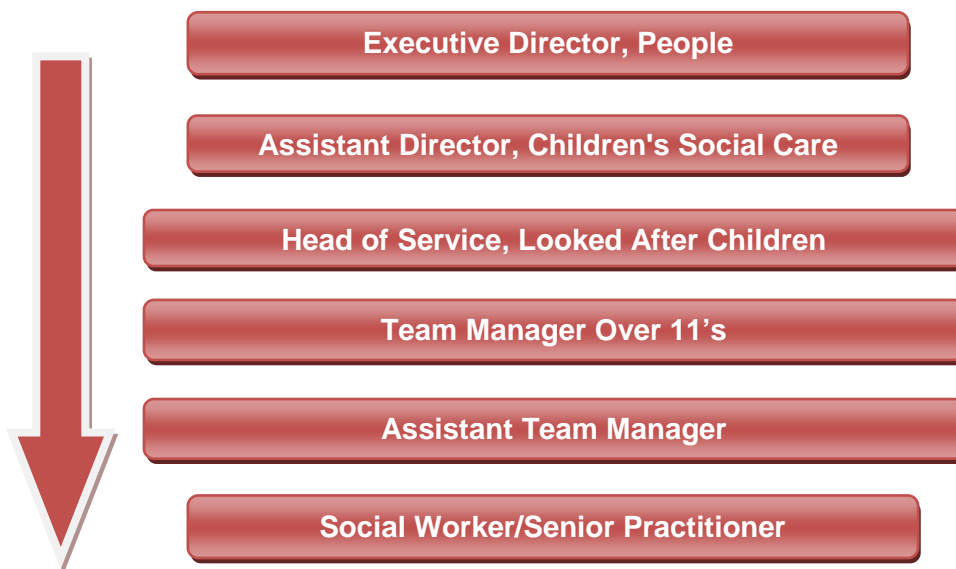 Executive Director, People
Assistant Director, Children's Social Care
Head of Service, Looked After Children
Team Manager Over 11’s
Assistant Team Manager
Social Worker/Senior Practitioner